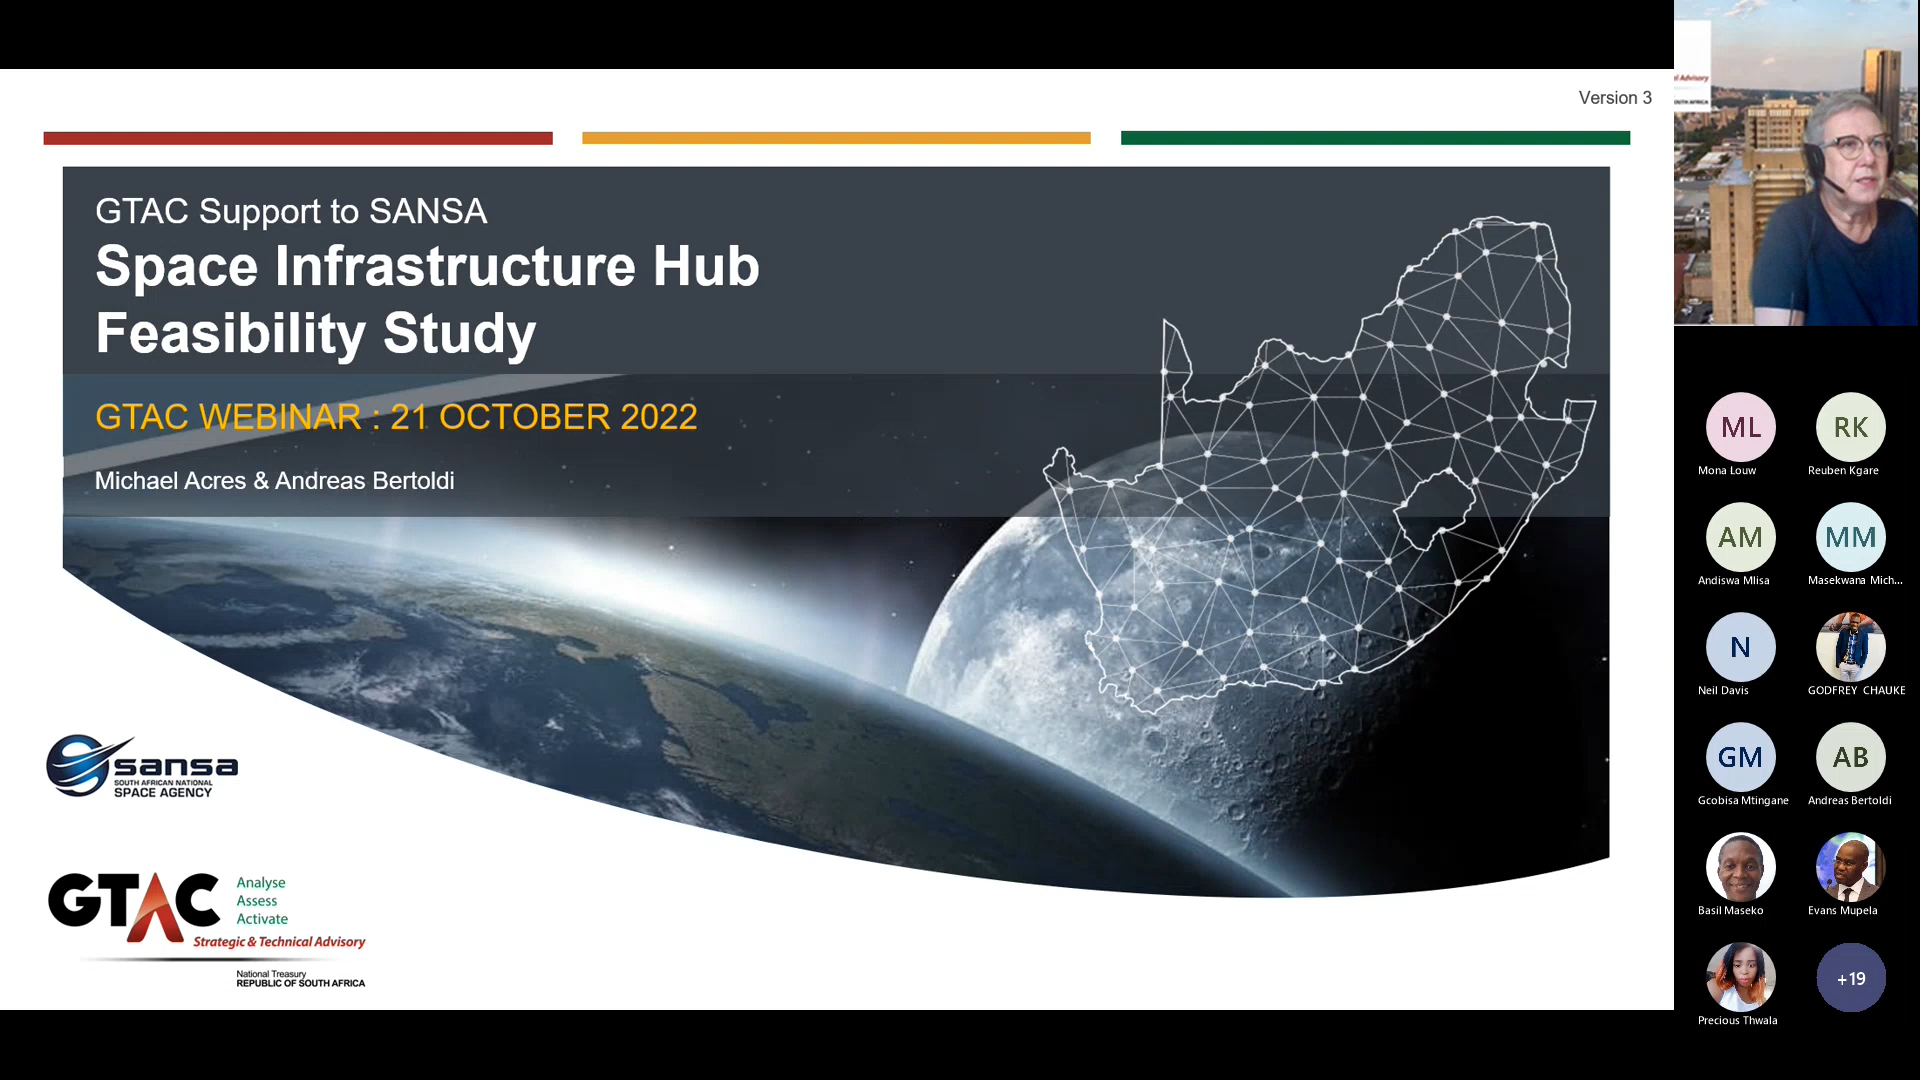 Version 3
GTAC Support to SANSA
Space Infrastructure Hub
Feasibility Study
GTAC WEBINAR : 21 OCTOBER 2022
Michael Acres & Andreas Bertoldi
sansa
SOUTH AFRICAN NATIONAL
SPACE AGENCY
GTAC
Analyse
Assess
Activate
Strategic & Technical Advisory
National Treasury
REPUBLIC OF SOUTH AFRICA
Advisory
ML
Mona Louw
RK
Reuben Kgare
AM
Andiswa Mlisa
MM
Masekwana Mich...
N
Neil Davis
GODFREY CHAUKE
GM
Gcobisa Mtingane
AB
Andreas Bertoldi
Basil Maseko
Evans Mupela
Precious Thwala
+19